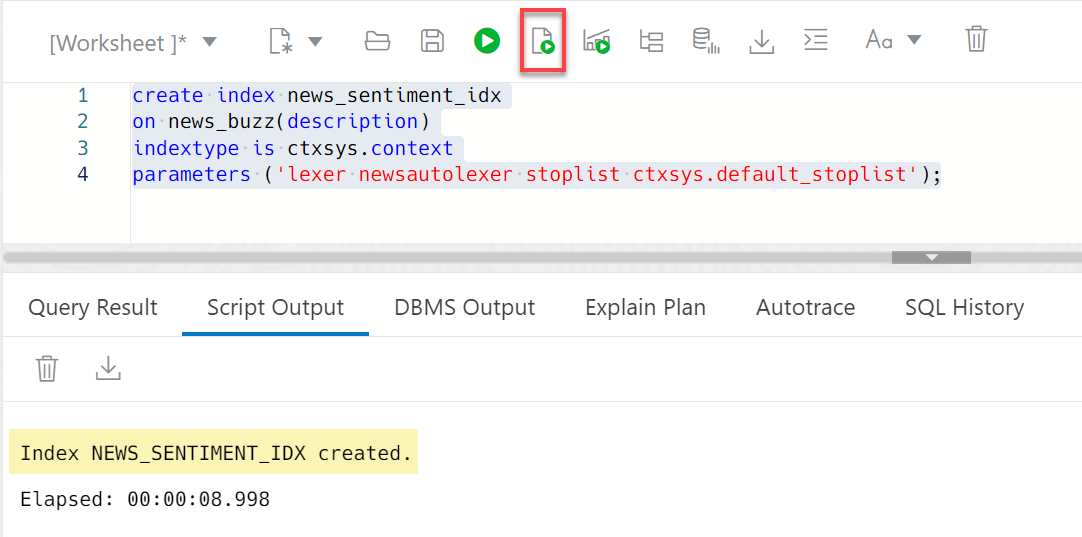 [Worksheet ]*
Aa
1 create index news_sentiment_idx
2 on news_buzz(description)
3 indextype is ctxsys.context
4 parameters ('lexer newsautolexer stoplist ctxsys.default_stoplist');
Query Result Script Output DBMS Output Explain Plan Autotrace SQL History
Index NEWS_SENTIMENT_IDX created.
Elapsed: 00:00:08.998